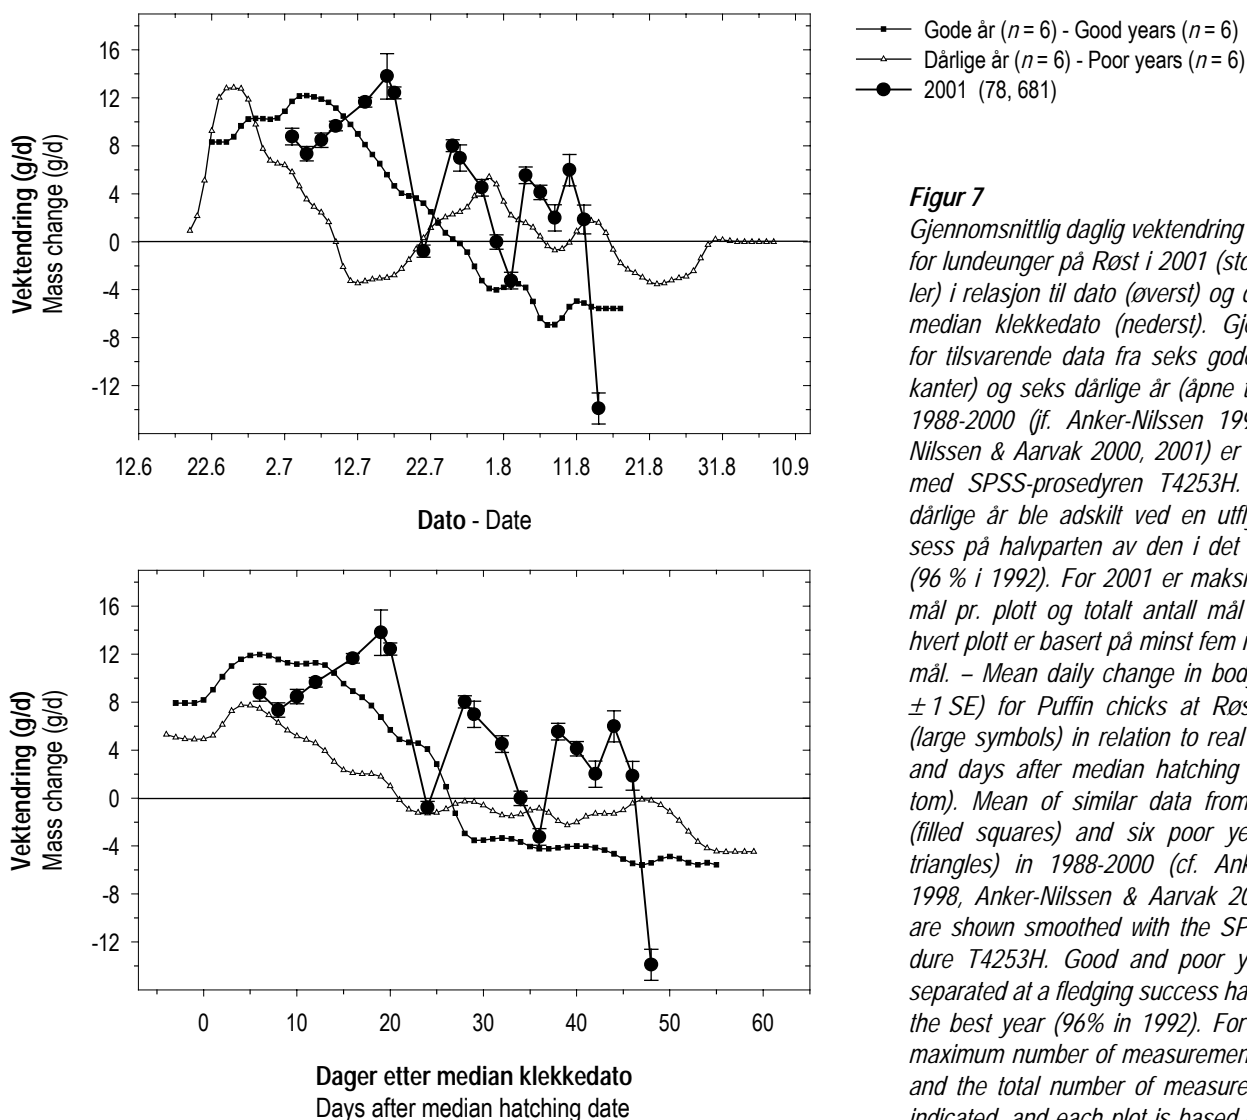 Gode år (n = 6) - Good years (n = 6)
Dårlige år (n = 6) - Poor years (n = 6)
2001 (78, 681)
16
12
8
4
0
-4
-8
-12
Vektendring (g/d)
Mass change (g/d)
12.6 22.6 2.7 12.7 22.7 1.8 11.8 21.8 31.8 10.9
Dato - Date
16
12
8
4
0
-4
-8
-12
Vektendring (g/d)
Mass change (g/d)
0 10 20 30 40 50 60
Dager etter median klekkedato
Days after median hatching date
Figur 7
Gjennomsnittlig daglig vektendring
for lundeunger på Røst i 2001 (sto
ler) i relasjon til dato (øverst) og
median klekkedato (nederst). Gje
for tilsvarende data fra seks gode
kanter) og seks dårlige år (åpne t
1988-2000 (jf. Anker-Nilssen 199
Nilssen & Aarvak 2000, 2001) er
med SPSS-prosedyren T4253H.
dårlige år ble adskilt ved en utfl
sess på halvparten av den i det
(96 % i 1992). For 2001 er maksi
mål pr. plott og totalt antall mål
hvert plott er basert på minst fem
mål. – Mean daily change in body
± 1 SE) for Puffin chicks at Røs
(large symbols) in relation to real
and days after median hatching
tom). Mean of similar data from
(filled squares) and six poor ye
triangles) in 1988-2000 (cf. Ank
1998, Anker-Nilssen & Aarvak 20
are shown smoothed with the SP
dure T4253H. Good and poor y
separated at a fledging success ha
the best year (96% in 1992). For
maximum number of measuremen
and the total number of measure
indicated, and each plot is based